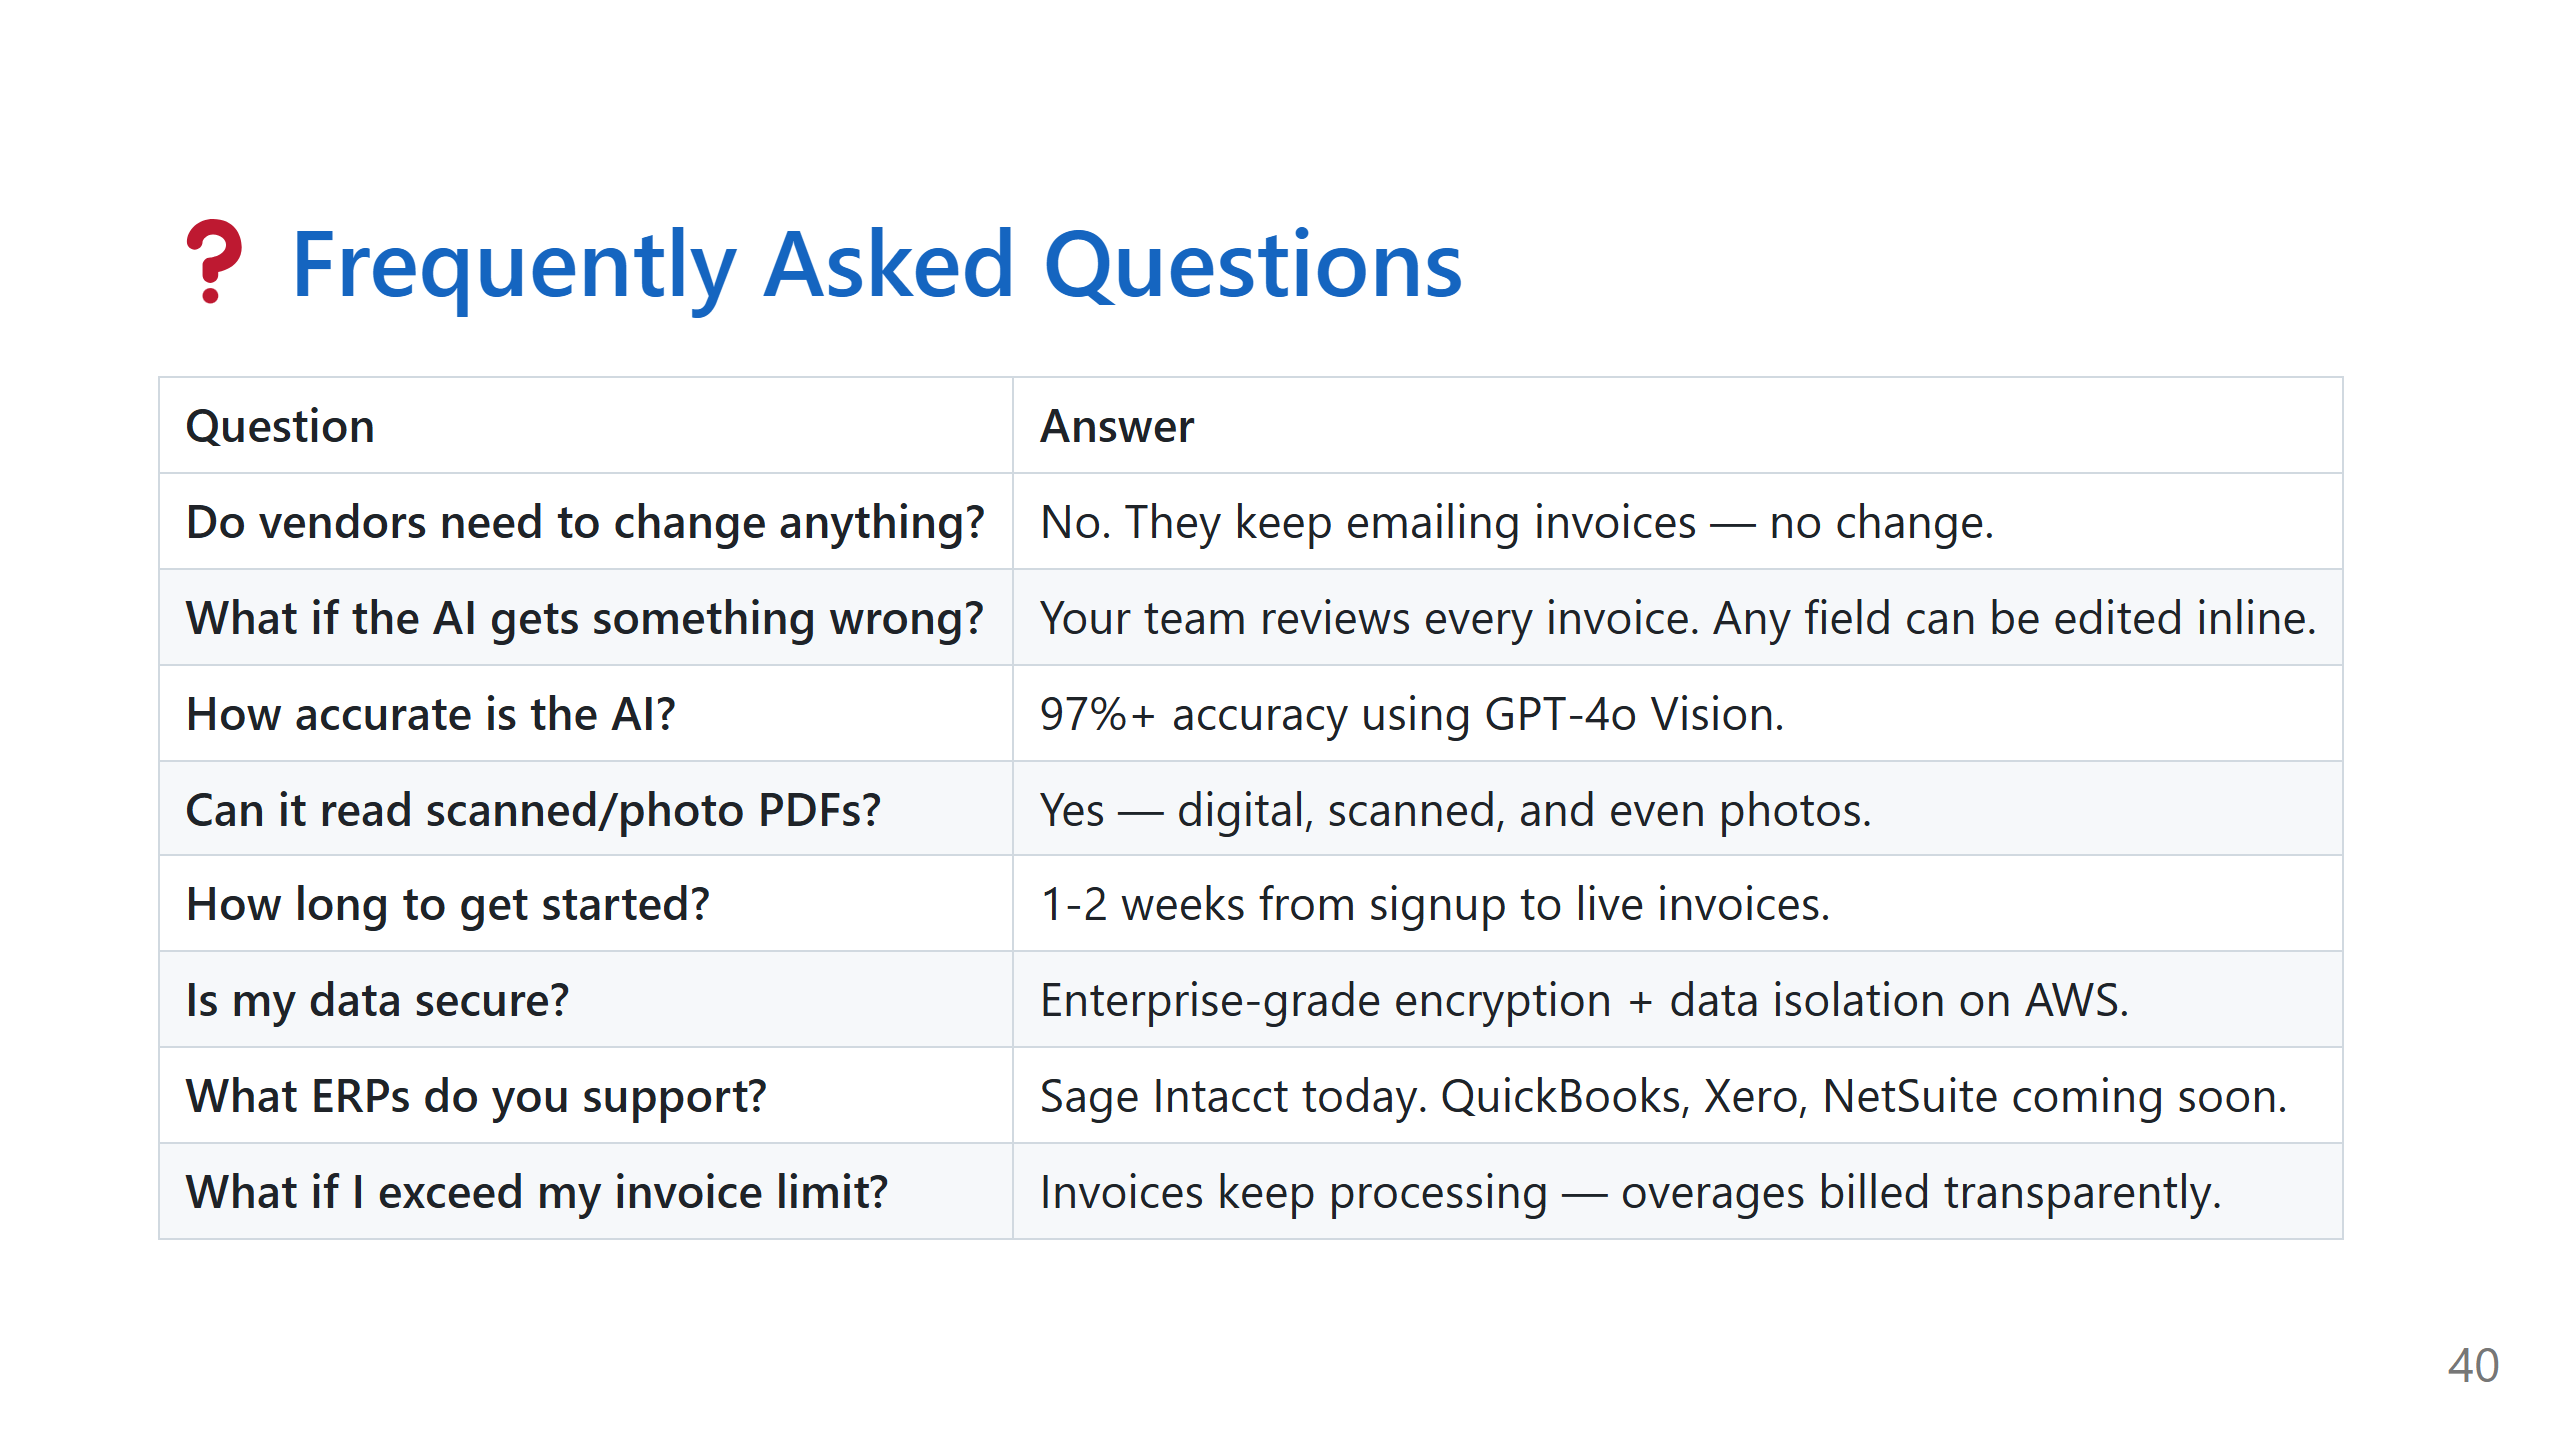 ❓ Frequently Asked Questions
Question Answer
Do vendors need to change anything? No. They keep emailing invoices — no change.
What if the AI gets something wrong? Your team reviews every invoice. Any field can be edited inline.
How accurate is the AI? 97%+ accuracy using GPT-4o Vision.
Can it read scanned/photo PDFs? Yes — digital, scanned, and even photos.
How long to get started? 1-2 weeks from signup to live invoices.
Is my data secure? Enterprise-grade encryption + data isolation on AWS.
What ERPs do you support? Sage Intacct today. QuickBooks, Xero, NetSuite coming soon.
What if I exceed my invoice limit? Invoices keep processing — overages billed transparently.
40